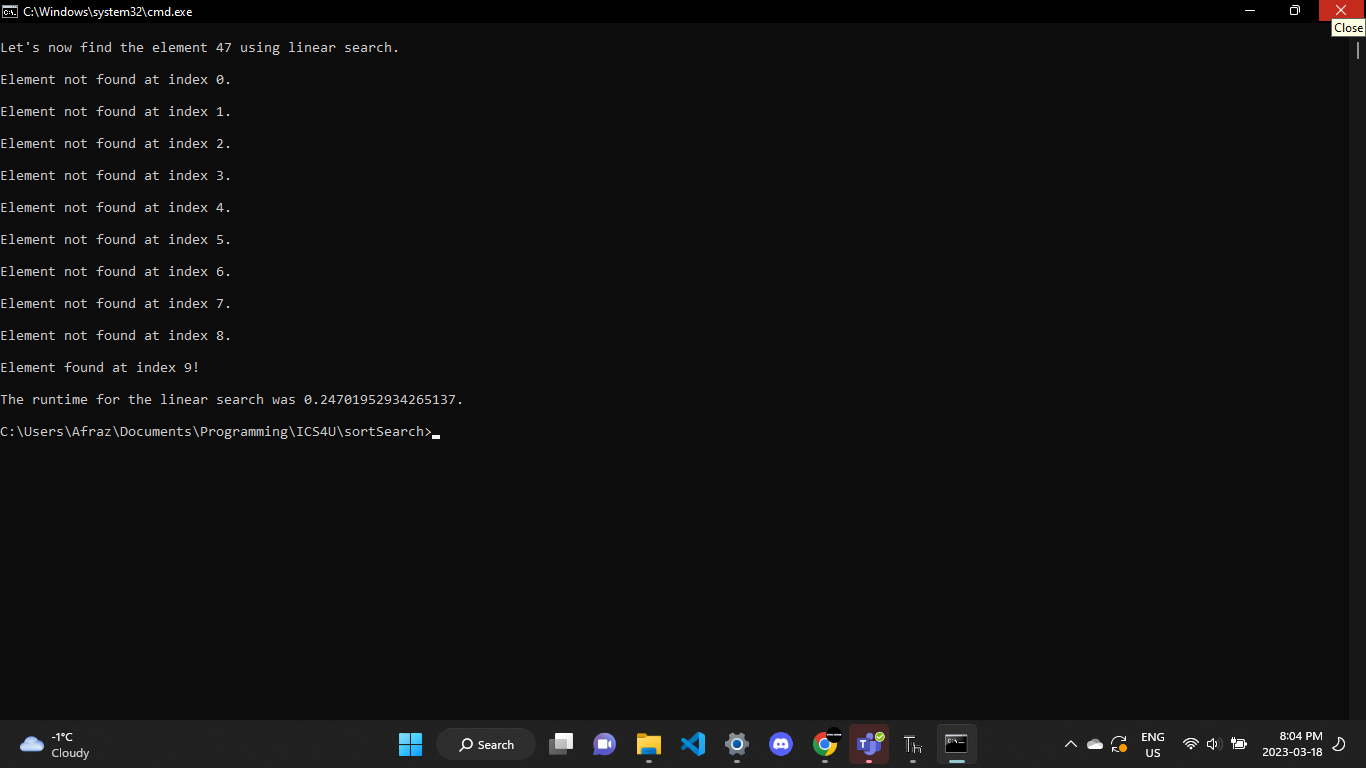 C:\Windows\system32\cmd.exe
Close
Let's now find the element 47 using linear search.
Element not found at index 0.
Element not found at index 1.
Element not found at index 2.
Element not found at index 3.
Element not found at index 4.
Element not found at index 5.
Element not found at index 6.
Element not found at index 7.
Element not found at index 8.
Element found at index 9!
The runtime for the linear search was 0.24701952934265137.
C:\Users\Afraz\Documents\Programming\ICS4U\sortSearch>
-1°C
Cloudy
Search
ENG
US
8:04 PM
2023-03-18